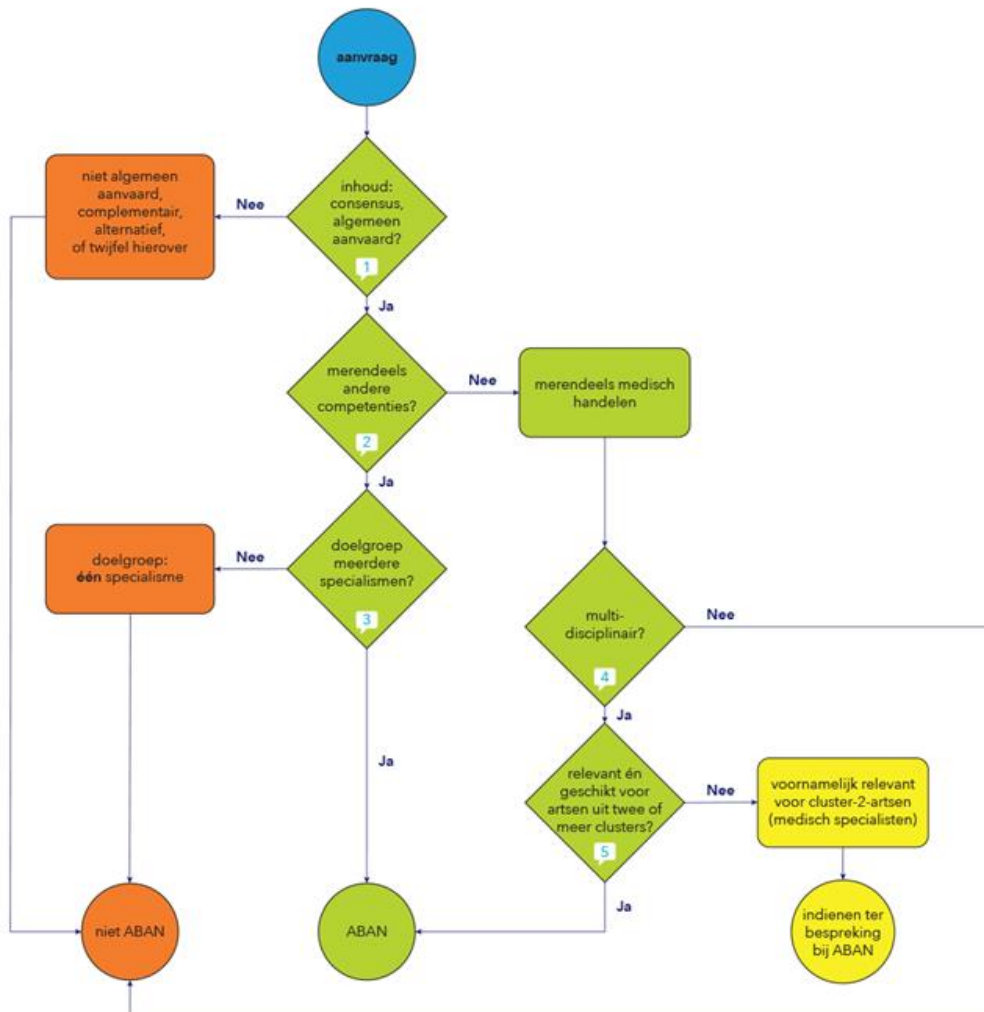 aanvraag
niet algemeen
aanvaard,
complementair,
alternatief,
of twijfel hierover
Nee
inhoud:
consensus,
algemeen
aanvaard?
1
Ja
merendeels
andere
competenties?
2
Nee
merendeels medisch
handelen
Ja
doelgroep:
één specialisme
Nee
doelgroep
meerdere
specialismen?
3
multi-
disciplinair?
4
Nee
Ja
Ja
relevant én
geschikt voor
artsen uit twee of
meer clusters?
5
Nee
voornamelijk relevant
voor cluster-2-artsen
(medisch specialisten)
Ja
niet ABAN
ABAN
indienen ter
bespreking
bij ABAN